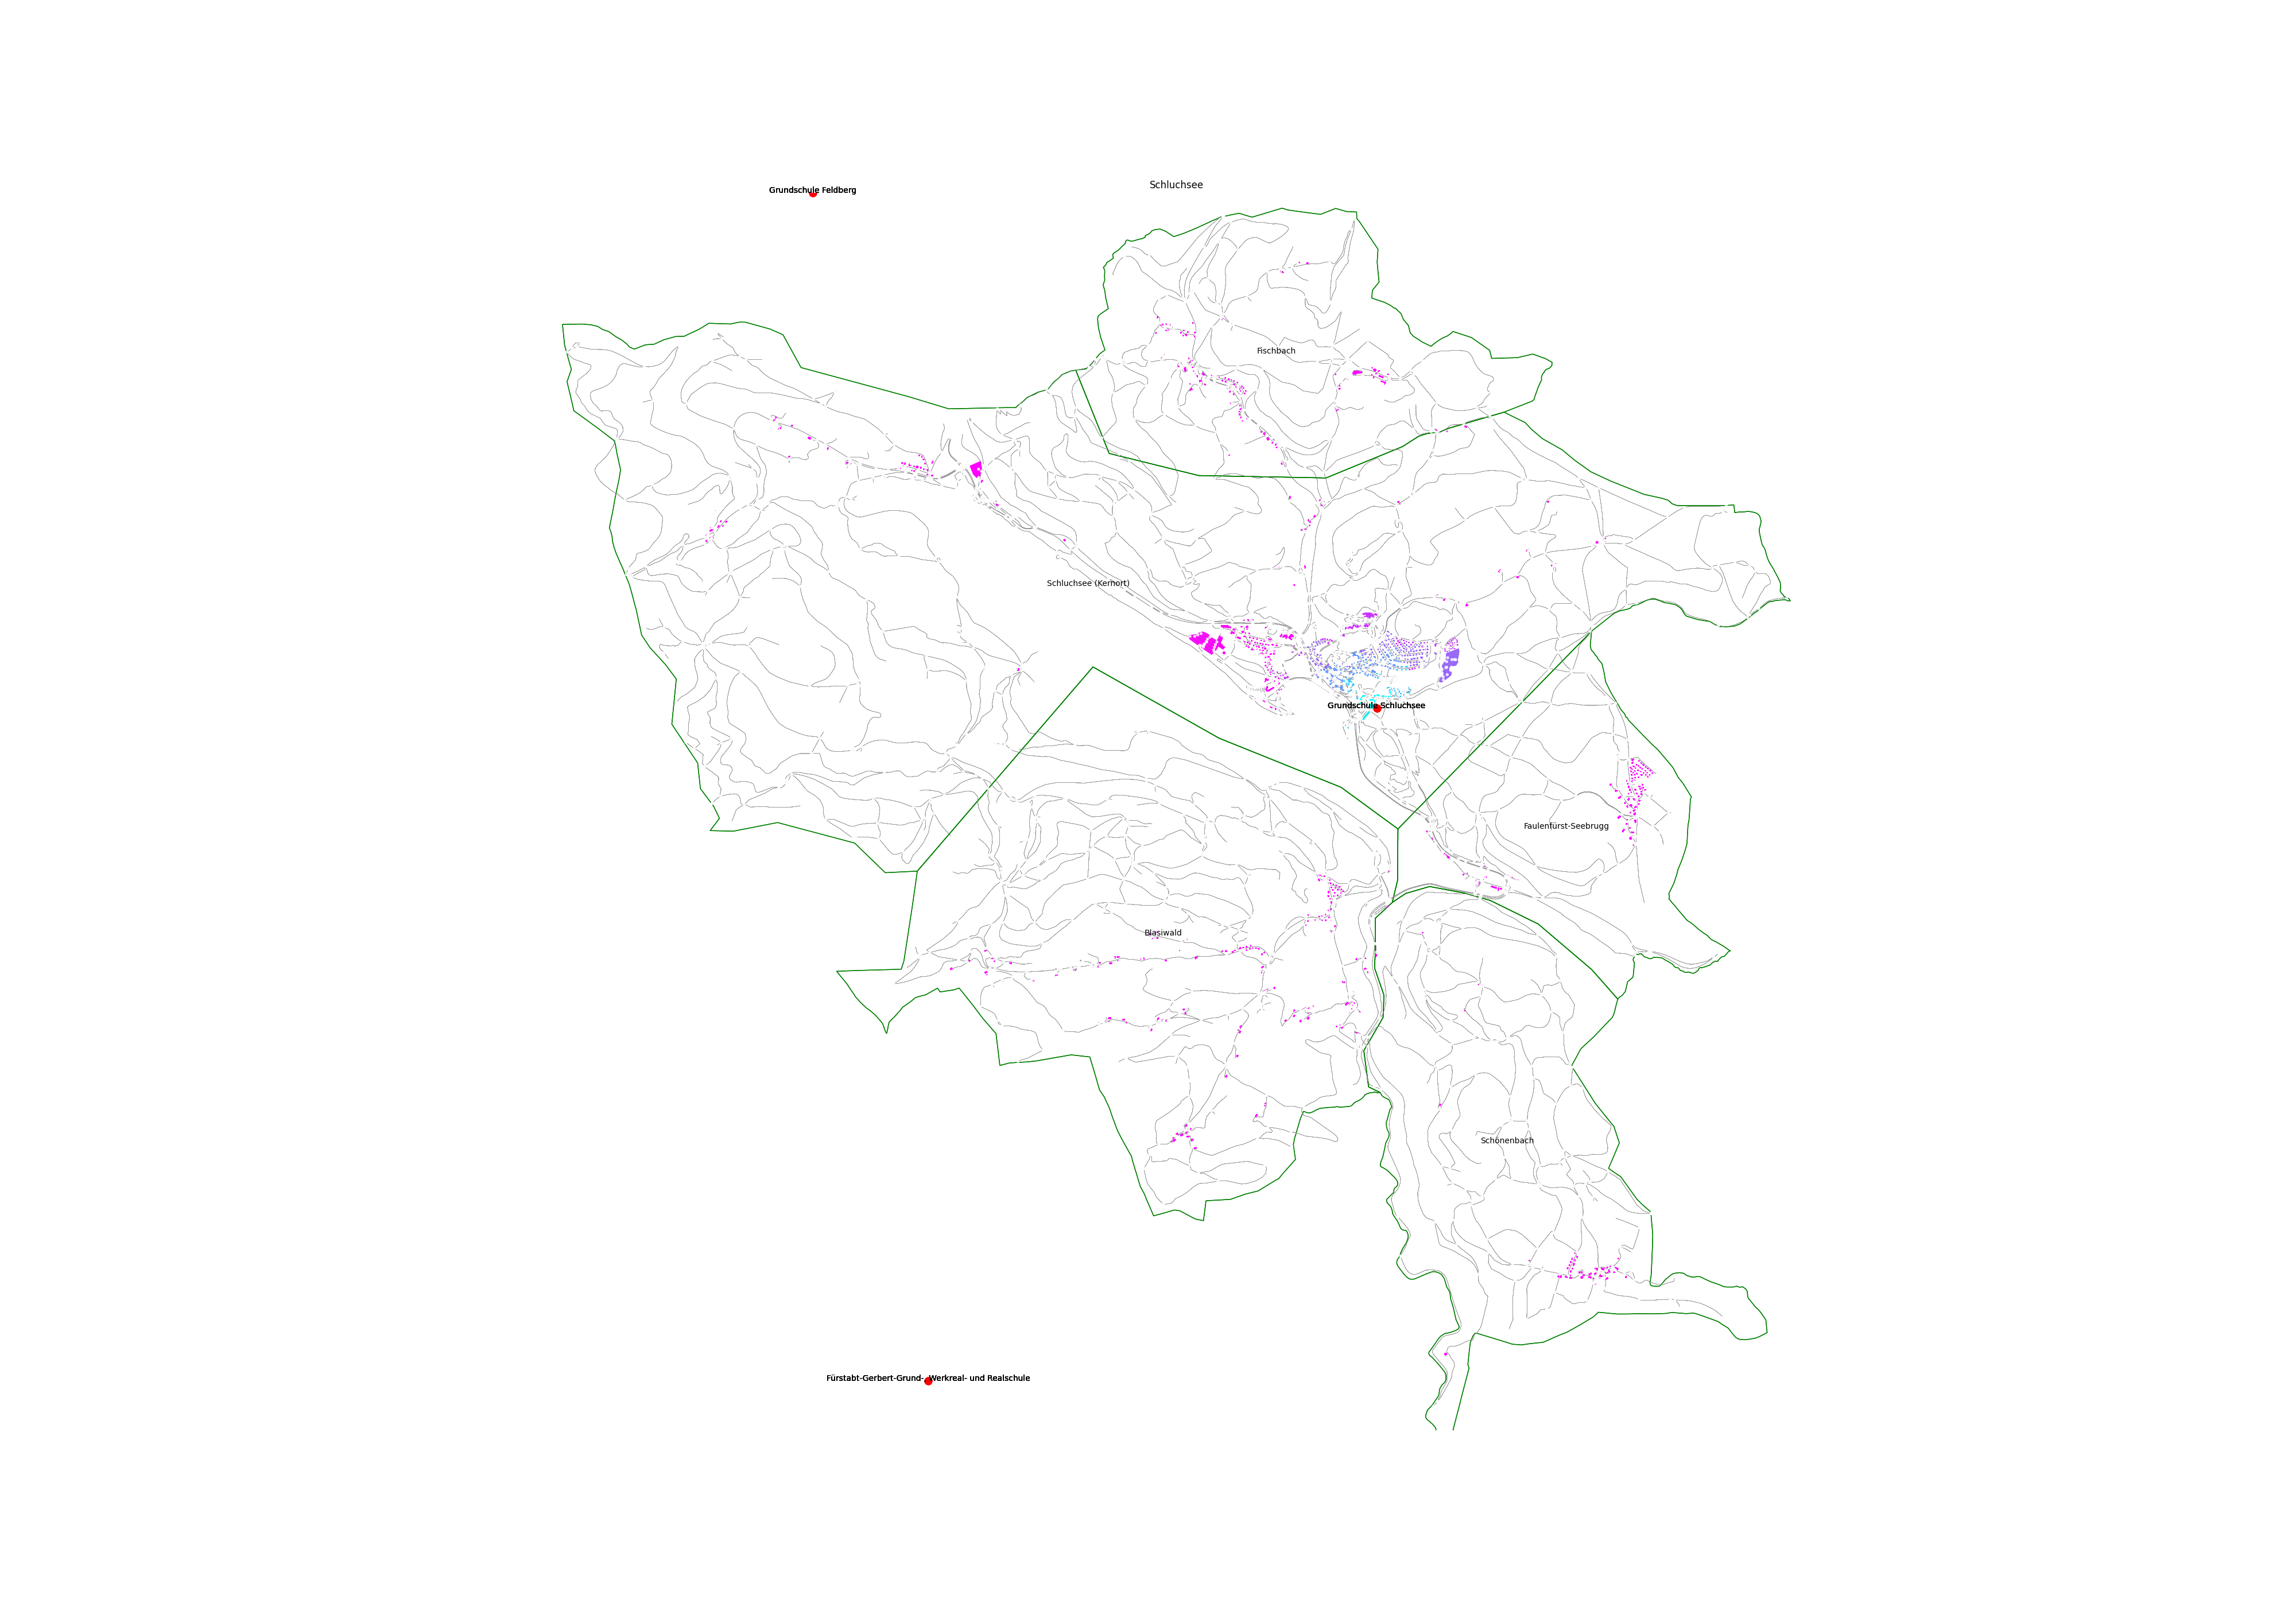 Schluchsee
Grundschule Feldberg
Fischbach
Schluchsee (Kernort)
Grundschule Schluchsee
Faulenfürst-Seebrugg
Blasiwald
Schönenbach
Fürstabt-Gerbert-Grund-, Werkreal- und Realschule